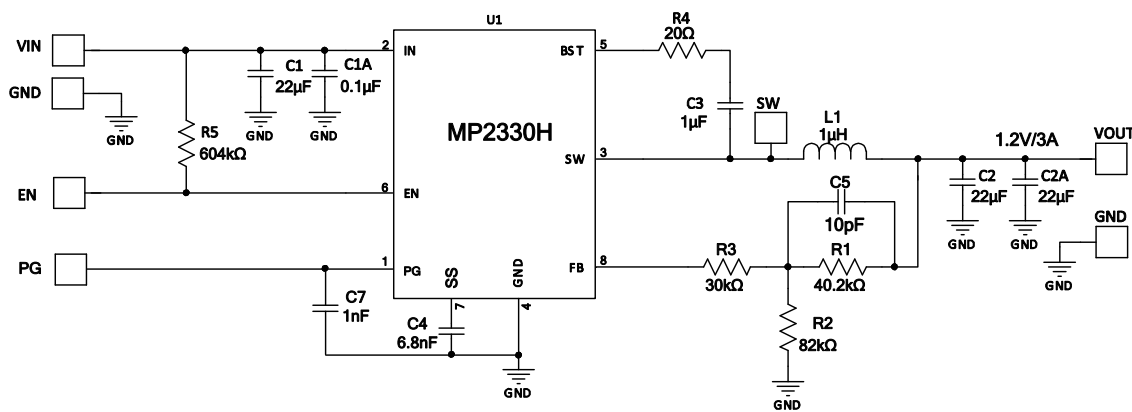 U1
MP2330H
VIN
GND
GND
EN
PG
R5
604kΩ
C1
22μF
GND
C1A
0.1μF
GND
2
IN
6
EN
1
PG
SS
7
GND
4
5
BST
3
SW
8
FB
C7
1nF
C4
6.8nF
GND
R4
20Ω
C3
1μF
SW
L1
1μH
1.2V/3A
VOUT
C2
22μF
GND
C2A
22μF
GND
GND
GND
C5
10pF
R3
30kΩ
R1
40.2kΩ
R2
82kΩ
GND